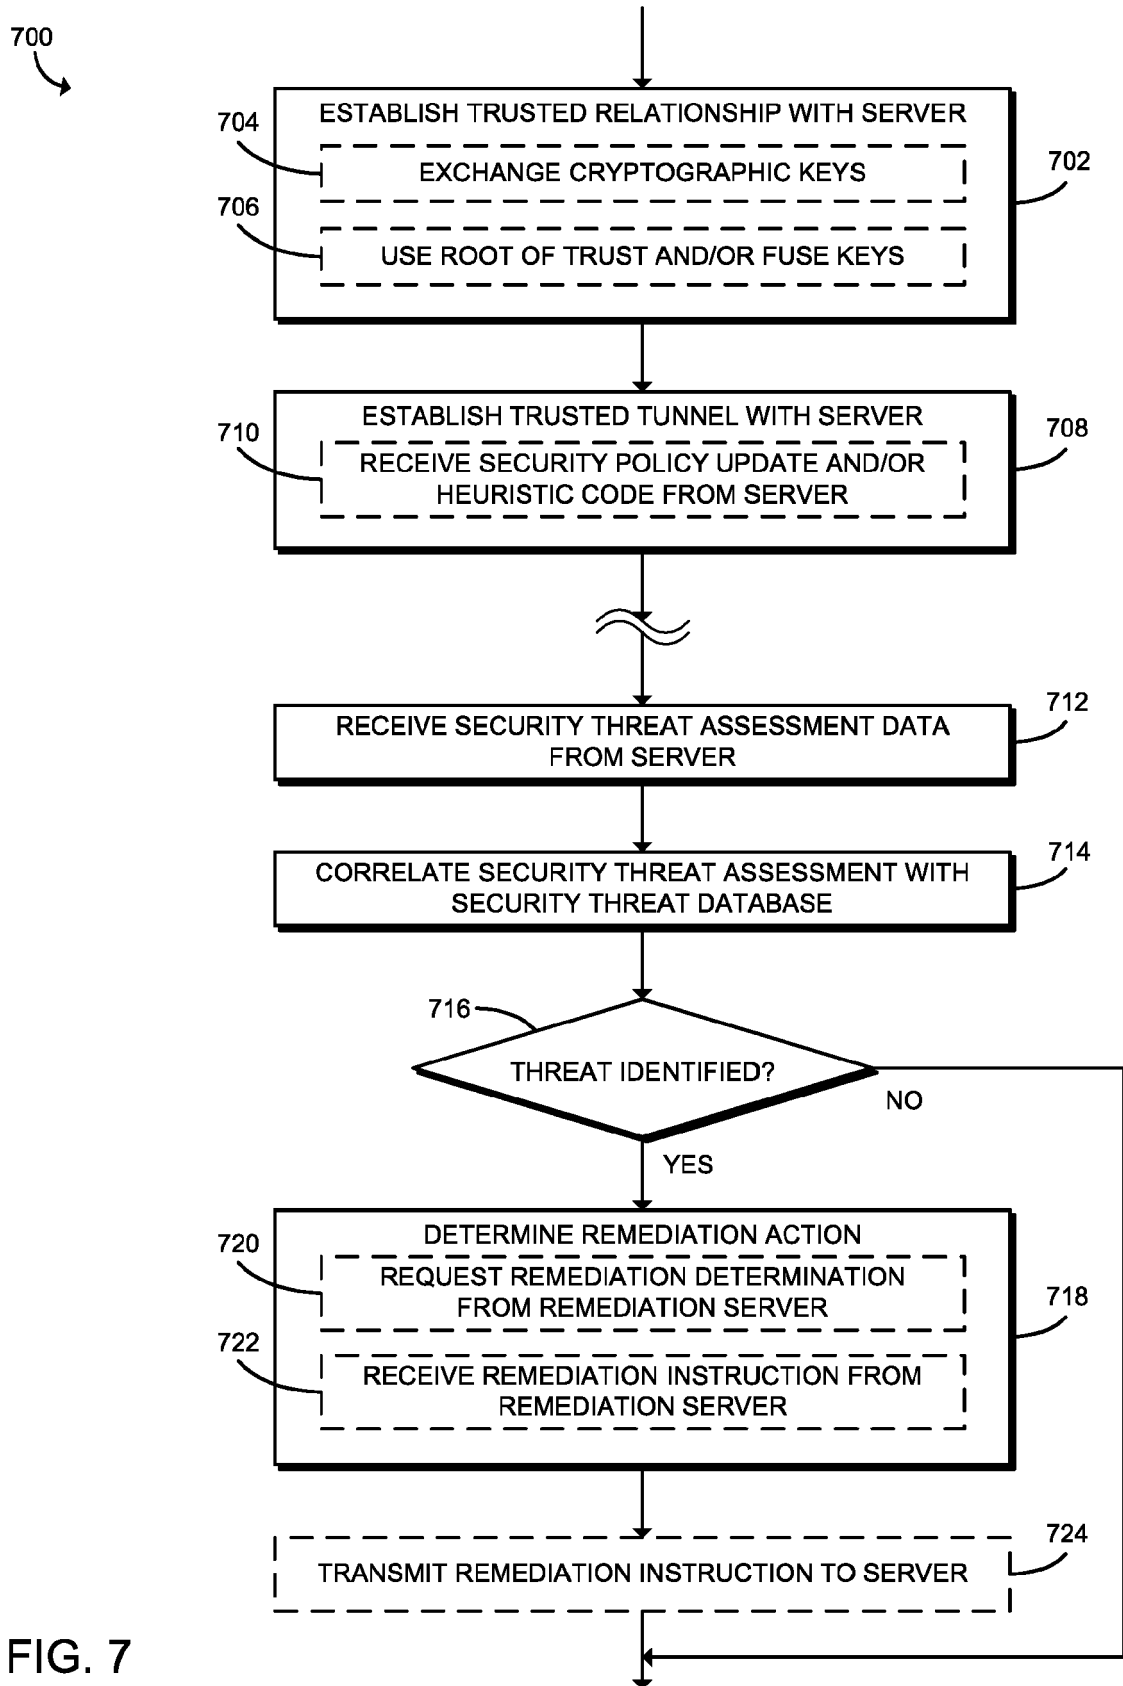 700
ESTABLISH TRUSTED RELATIONSHIP WITH SERVER
704
EXCHANGE CRYPTOGRAPHIC KEYS
702
706
USE ROOT OF TRUST AND/OR FUSE KEYS
ESTABLISH TRUSTED TUNNEL WITH SERVER
710
708
RECEIVE SECURITY POLICY UPDATE AND/OR
HEURISTIC CODE FROM SERVER
712
RECEIVE SECURITY THREAT ASSESSMENT DATA
FROM SERVER
714
CORRELATE SECURITY THREAT ASSESSMENT WITH
SECURITY THREAT DATABASE
716
THREAT IDENTIFIED?
NO
YES
DETERMINE REMEDIATION ACTION
720
REQUEST REMEDIATION DETERMINATION
FROM REMEDIATION SERVER
718
722
RECEIVE REMEDIATION INSTRUCTION FROM
REMEDIATION SERVER
724
TRANSMIT REMEDIATION INSTRUCTION TO SERVER
FIG. 7